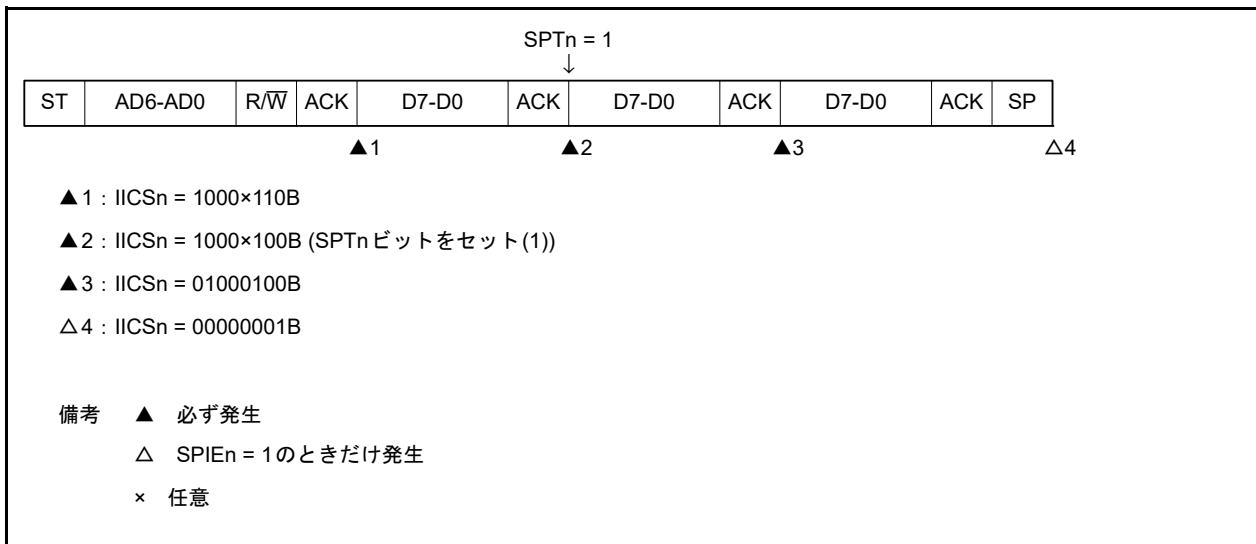 SPTn = 1
↓
ST AD6-AD0 R/W̅ ACK D7-D0 ACK D7-D0 ACK D7-D0 ACK SP
▲1 ▲2 ▲3 △4
▲1 : IICSn = 1000×110B
▲2 : IICSn = 1000×100B (SPTnビットをセット(1))
▲3 : IICSn = 01000100B
△4 : IICSn = 00000001B
備考 ▲ 必ず発生
△ SPIEn = 1のときだけ発生
× 任意